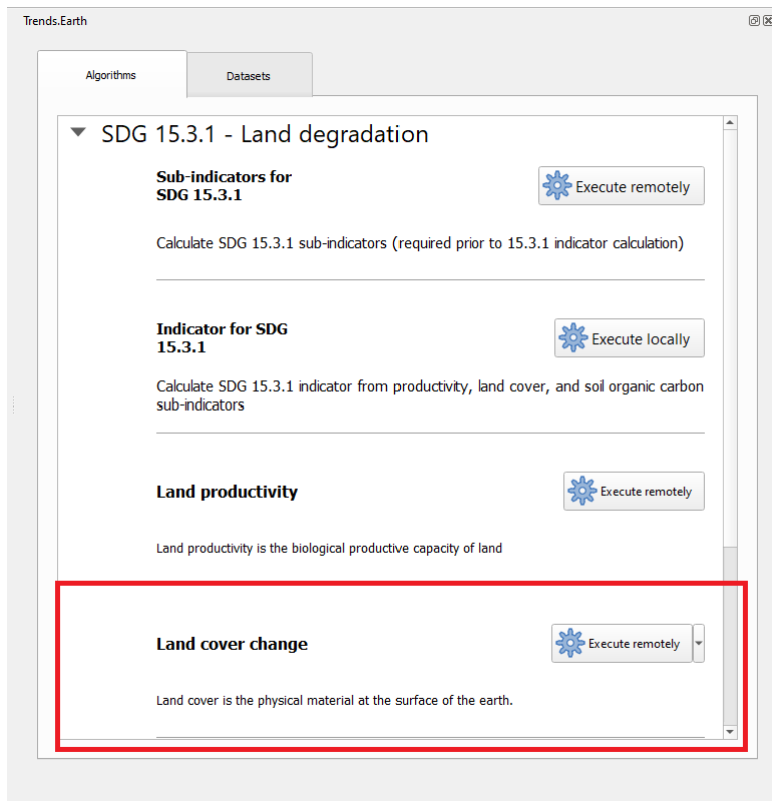 Trends.Earth
Algorithms
Datasets
SDG 15.3.1 - Land degradation
Sub-indicators for
SDG 15.3.1
Execute remotely
Calculate SDG 15.3.1 sub-indicators (required prior to 15.3.1 indicator calculation)
Indicator for SDG
15.3.1
Execute locally
Calculate SDG 15.3.1 indicator from productivity, land cover, and soil organic carbon
sub-indicators
Land productivity
Execute remotely
Land productivity is the biological productive capacity of land
Land cover change
Execute remotely
Land cover is the physical material at the surface of the earth.